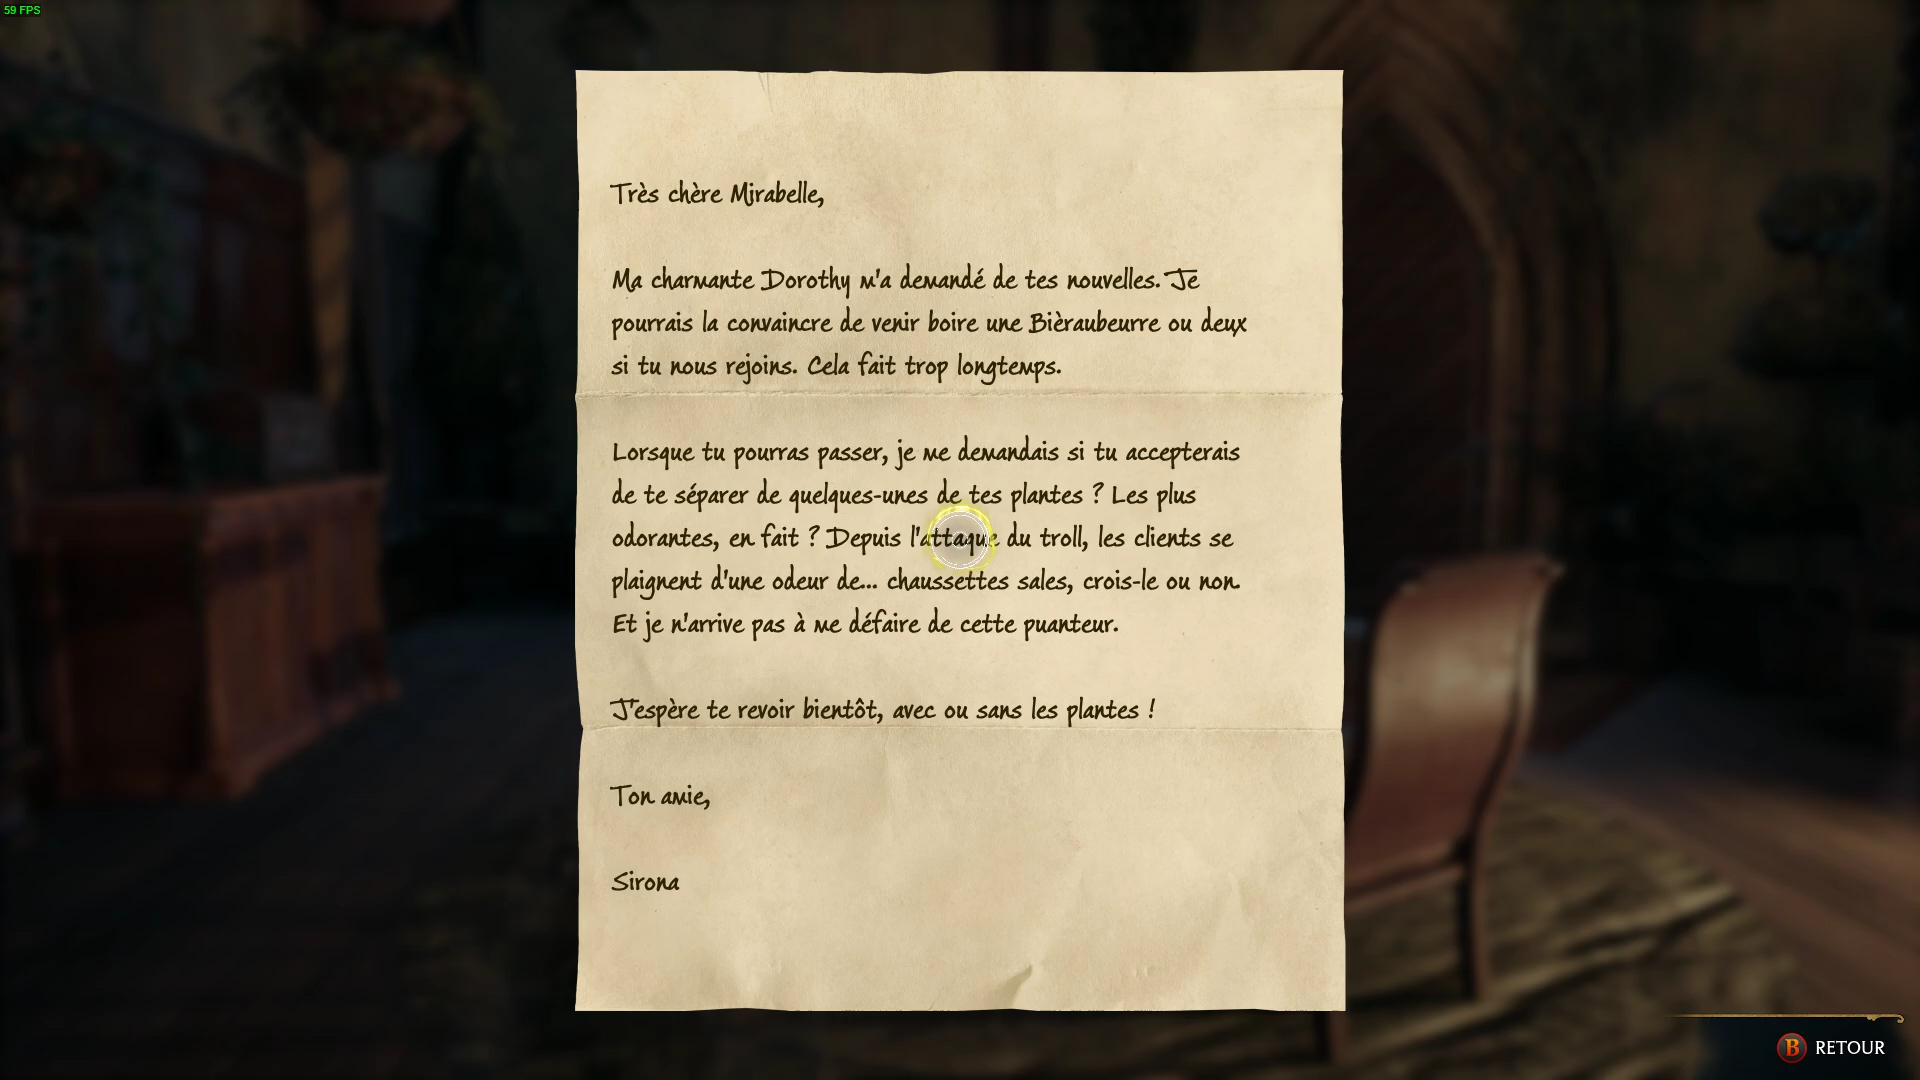 59 FPS
Très chère Mirabelle,
Ma charmante Dorothy m'a demandé de tes nouvelles. Je
pourrais la convaincre de venir boire une Bièraubeurre ou deux
si tu nous rejoins. Cela fait trop longtemps.
Lorsque tu pourras passer, je me demandais si tu accepterais
de te séparer de quelques-unes de tes plantes ? Les plus
odorantes, en fait ? Depuis l'attaque du troll, les clients se
plaignent d'une odeur de... chaussettes sales, crois-le ou non.
Et je n'arrive pas à me défaire de cette puanteur.
J'espère te revoir bientôt, avec ou sans les plantes !
Ton amie,
Sirona
B RETOUR